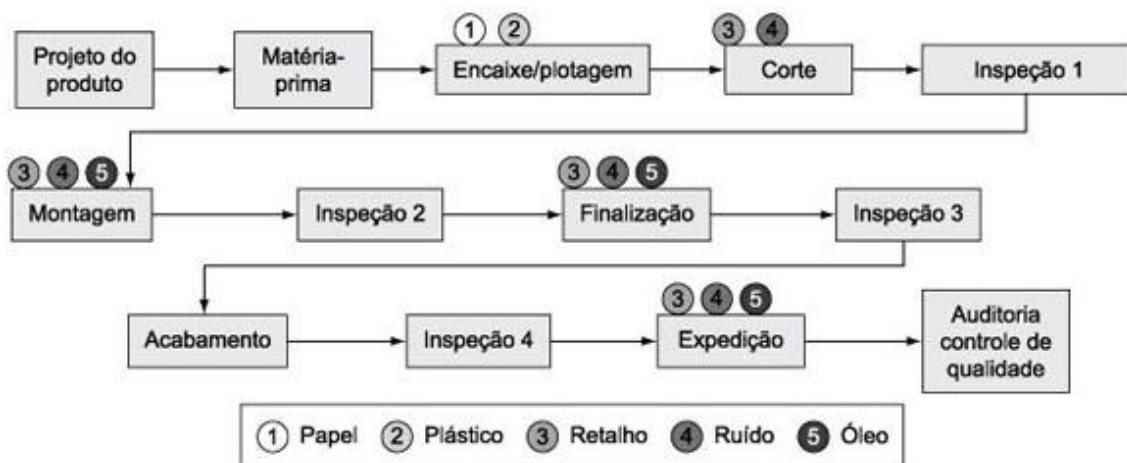 Projeto do
produto
Matéria-
prima
1 2
Encaixe/plotagem
3 4
Corte
Inspeção 1
3 4 5
Montagem
Inspeção 2
3 4 5
Finalização
Inspeção 3
Acabamento
Inspeção 4
3 4 5
Expedição
Auditoria
controle de
qualidade
1 Papel 2 Plástico 3 Retalho 4 Ruído 5 Óleo